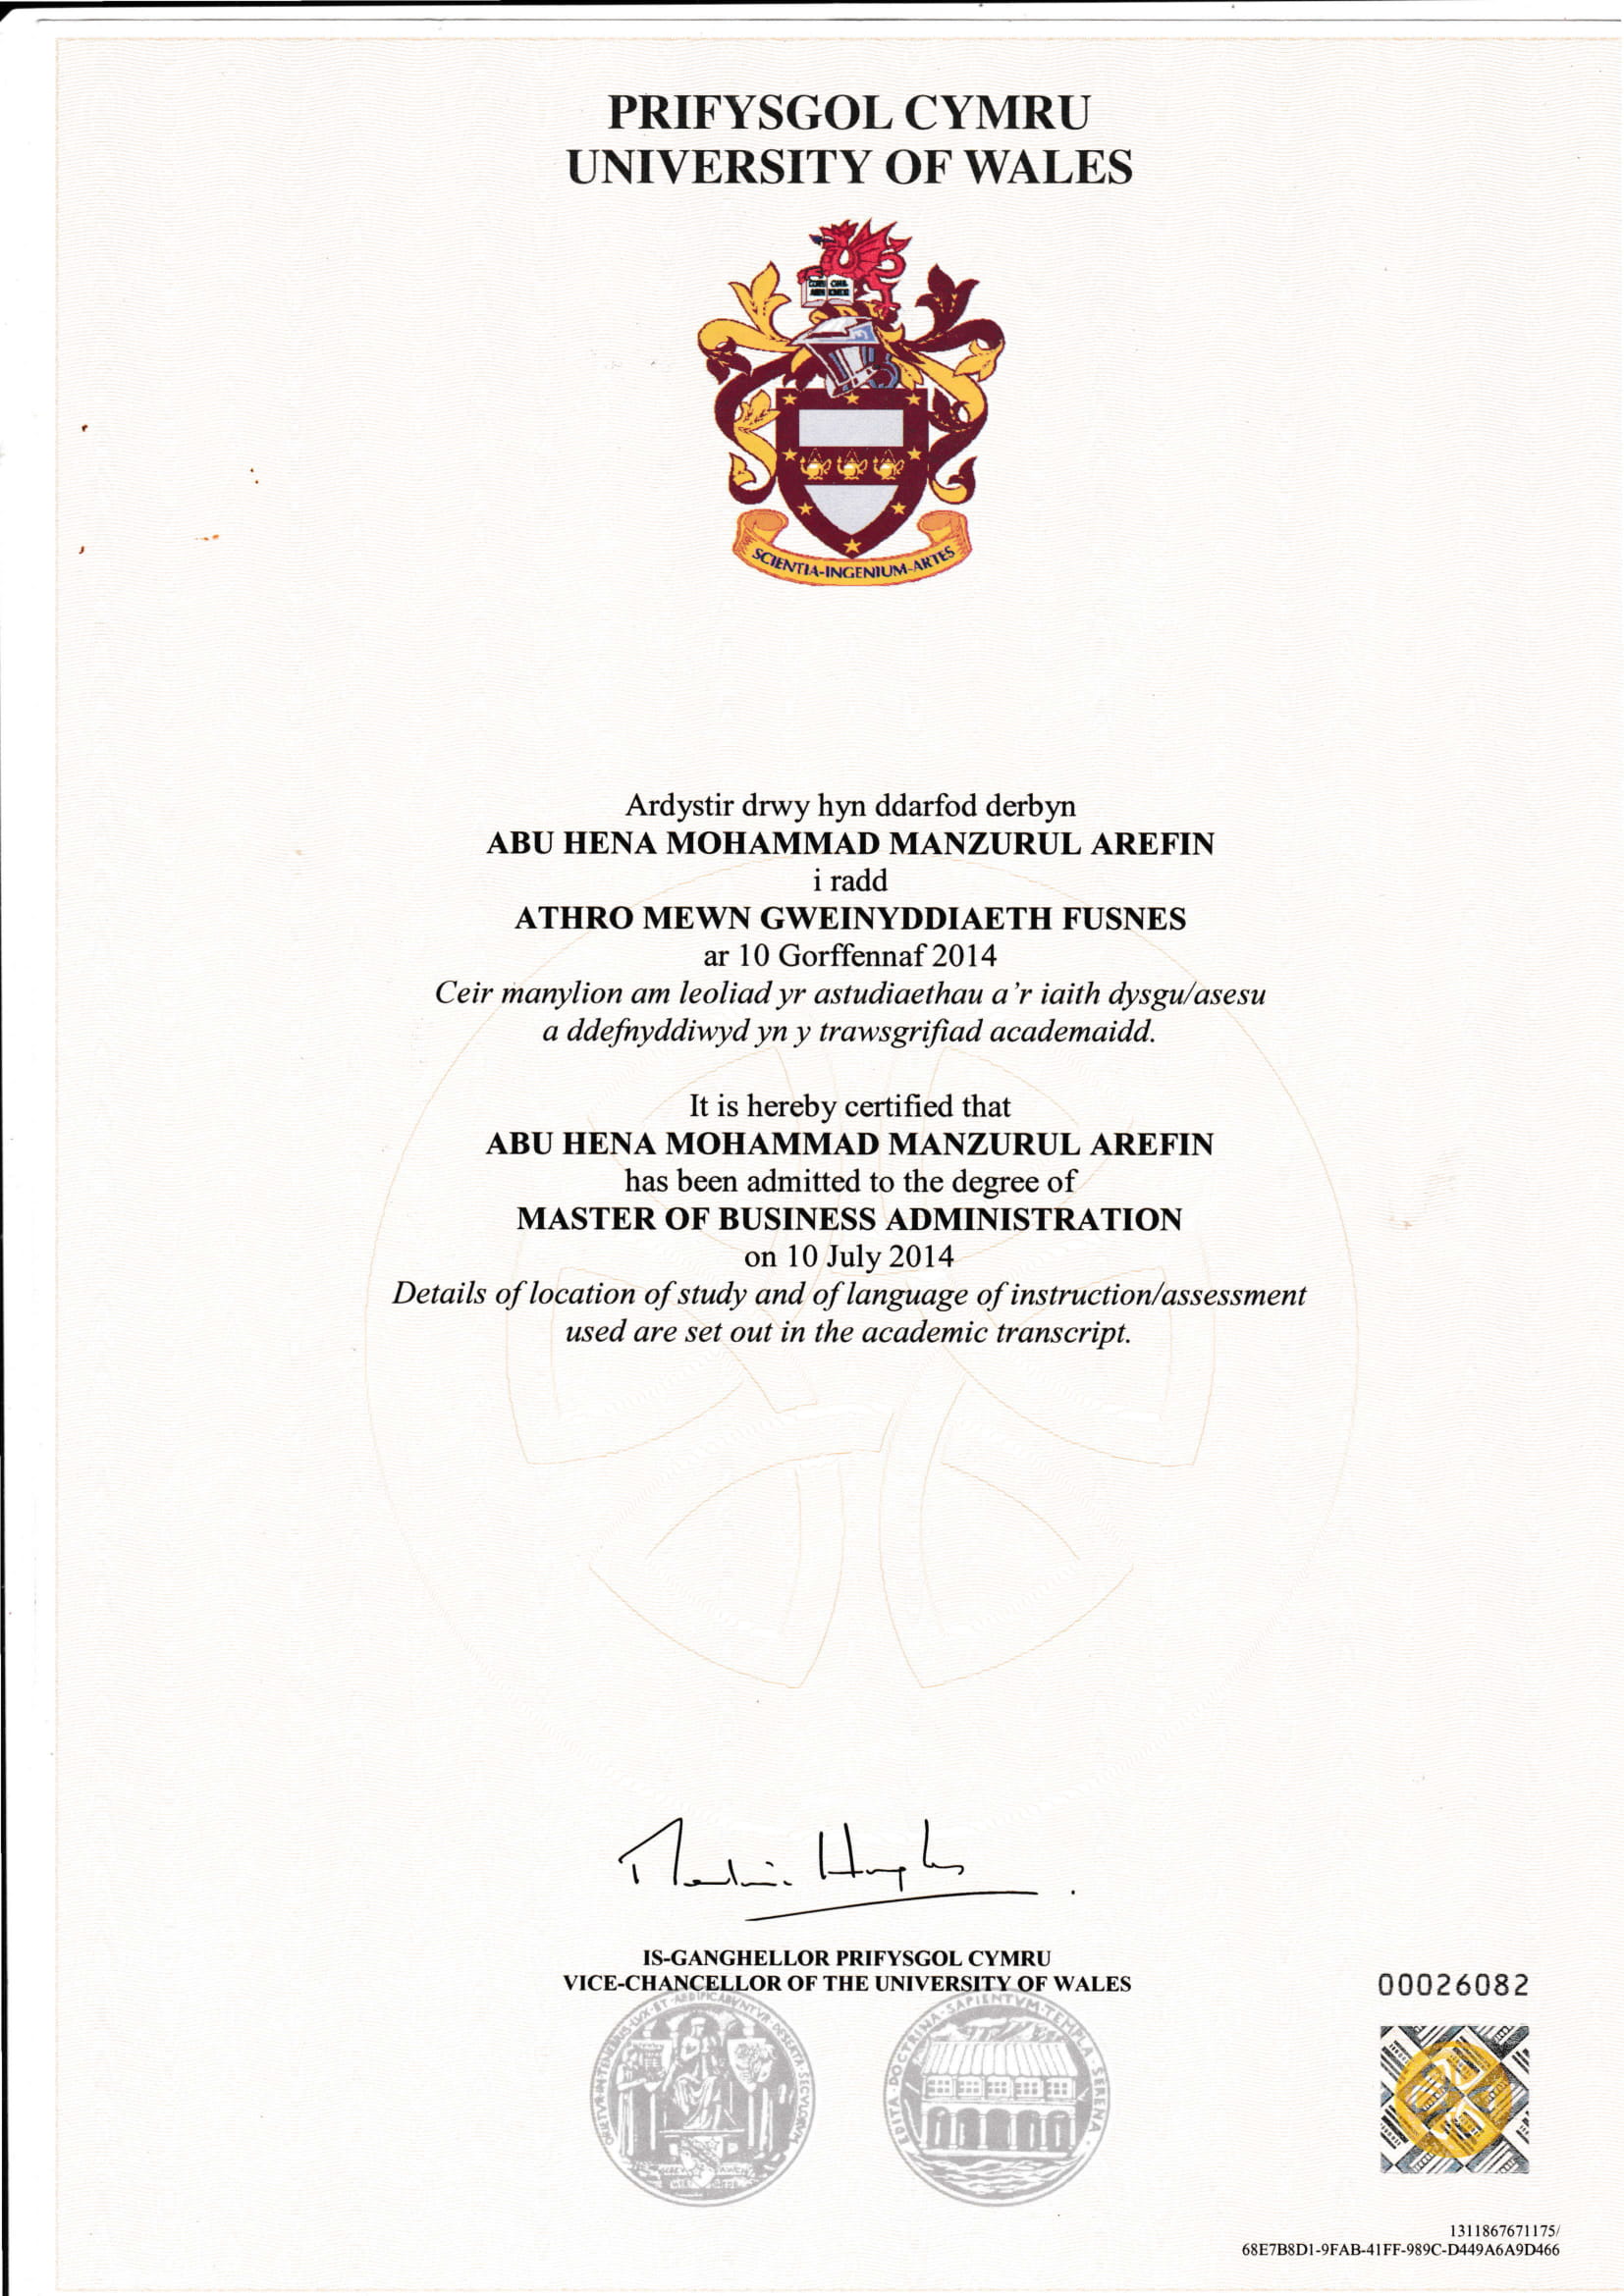 PRIFYSGOL CYMRU
UNIVERSITY OF WALES
SCIENTIA-INGENIUM-ARTES
Ardystir drwy hyn ddarfod derbyn
ABU HENA MOHAMMAD MANZURUL AREFIN
i radd
ATHRO MEWN GWEINYDDIAETH FUSNES
ar 10 Gorffennaf 2014
Ceir manylion am leoliad yr astudiaethau a'r iaith dysgu/asesu
a ddefnyddiwyd yn y trawsgrifiad academaidd.
It is hereby certified that
ABU HENA MOHAMMAD MANZURUL AREFIN
has been admitted to the degree of
MASTER OF BUSINESS ADMINISTRATION
on 10 July 2014
Details of location of study and of language of instruction/assessment
used are set out in the academic transcript.
IS-GANGHELLOR PRIFYSGOL CYMRU
VICE-CHANCELLOR OF THE UNIVERSITY OF WALES
00026082
EDITA·DOCTRINA·SAPIENTVM·TEMPLA·SERENA·
1311867671175/
68E7B8D1-9FAB-41FF-989C-D449A6A9D466